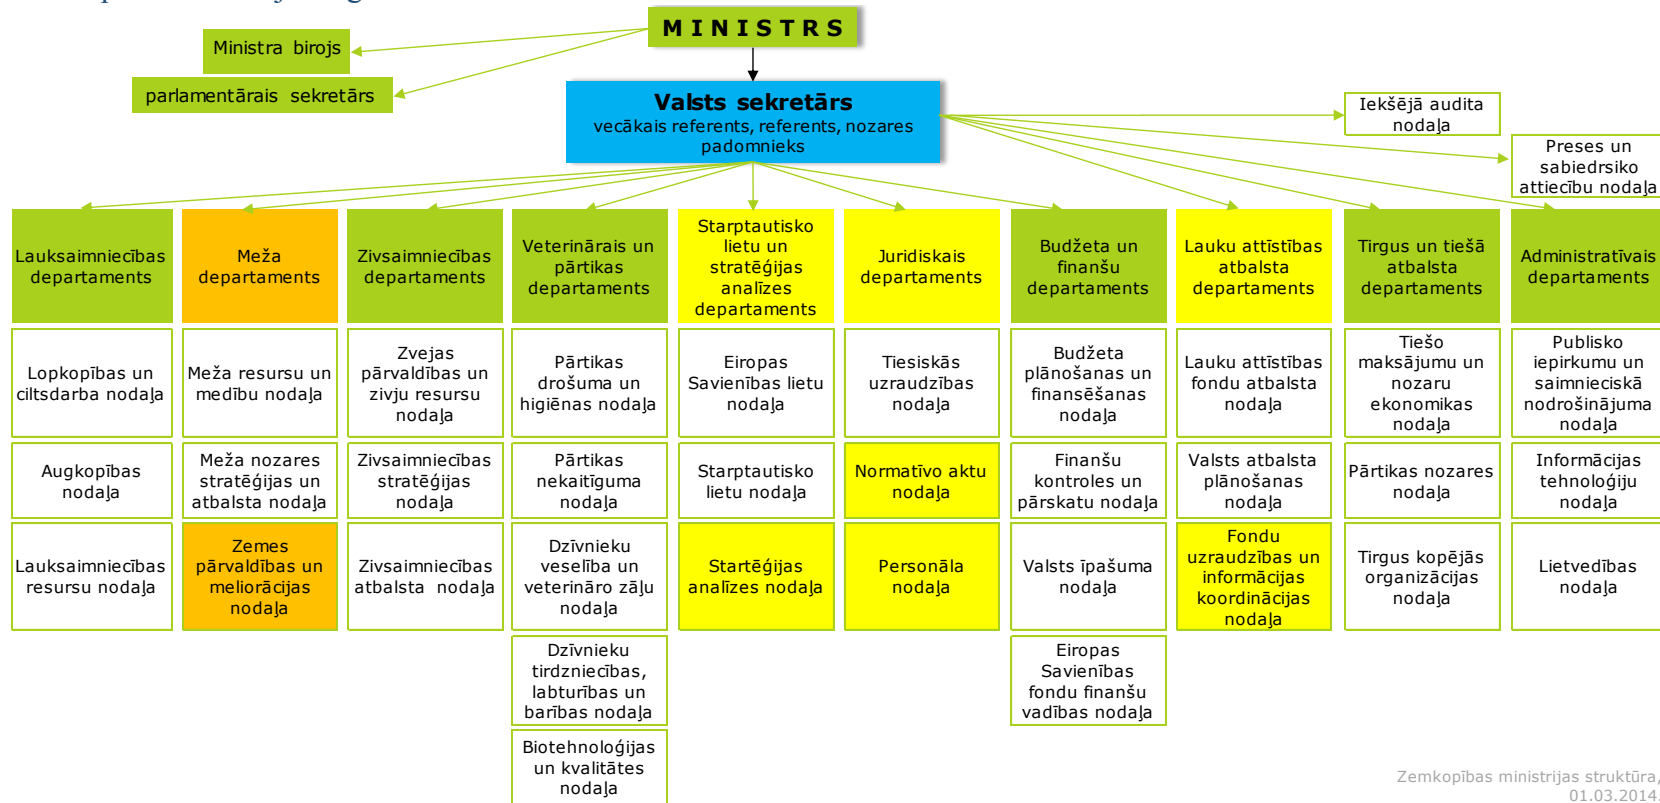 M I N I S T R S
Ministra birojs
parlamentārais sekretārs
Valsts sekretārs
vecākais referents, referents, nozares
padomnieks
Iekšējā audita
nodaļa
Preses un
sabiedrsiko
attiecību nodaļa
Lauksaimniecības
departaments
Meža
departaments
Zivsaimniecības
departaments
Veterinārais un
pārtikas
departaments
Starptautisko
lietu un
stratēģijas
analīzes
departaments
Juridiskais
departaments
Budžeta un
finanšu
departaments
Lauku attīstības
atbalsta
departaments
Tirgus un tiešā
atbalsta
departaments
Administratīvais
departaments
Lopkopības un
ciltsdarba nodaļa
Meža resursu un
medību nodaļa
Zvejas
pārvaldības un
zivju resursu
nodaļa
Pārtikas
drošuma un
higiēnas nodaļa
Eiropas
Savienības lietu
nodaļa
Tiesiskās
uzraudzības
nodaļa
Budžeta
plānošanas un
finansēšanas
nodaļa
Lauku attīstības
fondu atbalsta
nodaļa
Tiešo
maksājumu un
nozaru
ekonomikas
nodaļa
Publisko
iepirkumu un
saimnieciskā
nodrošinājuma
nodaļa
Augkopības
nodaļa
Meža nozares
stratēģijas un
atbalsta nodaļa
Zivsaimniecības
stratēģijas
nodaļa
Pārtikas
nekaitīguma
nodaļa
Starptautisko
lietu nodaļa
Normatīvo aktu
nodaļa
Finanšu
kontroles un
pārskatu nodaļa
Valsts atbalsta
plānošanas
nodaļa
Pārtikas nozares
nodaļa
Informācijas
tehnoloģiju
nodaļa
Lauksaimniecības
resursu nodaļa
Zemes
pārvaldības un
meliorācijas
nodaļa
Zivsaimniecības
atbalsta nodaļa
Dzīvnieku
veselība un
veterināro zāļu
nodaļa
Startēģijas
analīzes nodaļa
Personāla
nodaļa
Valsts īpašuma
nodaļa
Fondu
uzraudzības un
informācijas
koordinācijas
nodaļa
Tirgus kopējās
organizācijas
nodaļa
Lietvedības
nodaļa
Dzīvnieku
tirdzniecības,
labturības un
barības nodaļa
Eiropas
Savienības
fondu finanšu
vadības nodaļa
Biotehnoloģijas
un kvalitātes
nodaļa
Zemkopības ministrijas struktūra,
01.03.2014.